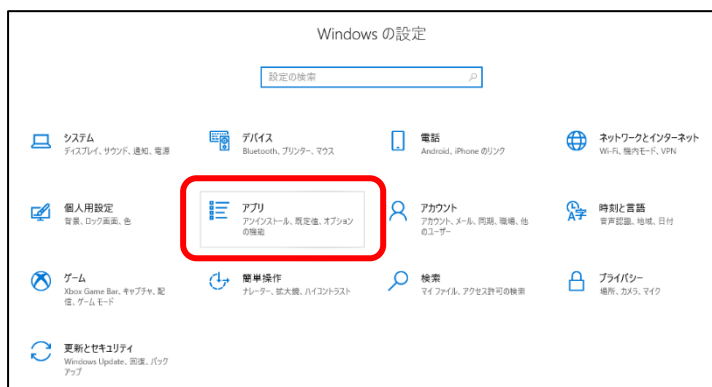 Windows の設定
設定の検索
システム
ディスプレイ、サウンド、通知、電源
デバイス
Bluetooth、プリンター、マウス
電話
Android、iPhone のリンク
ネットワークとインターネット
Wi-Fi、機内モード、VPN
個人用設定
背景、ロック画面、色
アプリ
アンインストール、既定値、オプション
の機能
アカウント
アカウント、メール、同期、職場、他
のユーザー
時刻と言語
音声認識、地域、日付
ゲーム
Xbox Game Bar、キャプチャ、配
信、ゲーム モード
簡単操作
ナレーター、拡大鏡、ハイコントラスト
検索
マイ ファイル、アクセス許可の検索
プライバシー
場所、カメラ、マイク
更新とセキュリティ
Windows Update、回復、バック
アップ